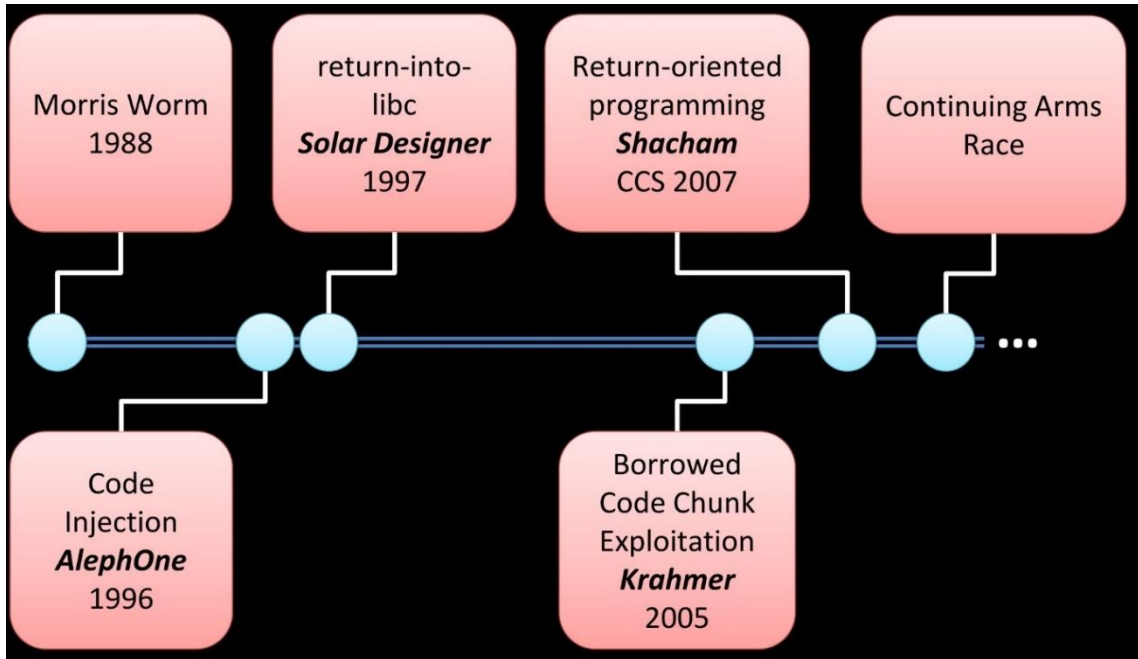 Morris Worm
1988
return-into-
libc
Solar Designer
1997
Return-oriented
programming
Shacham
CCS 2007
Continuing Arms
Race
...
Code
Injection
AlephOne
1996
Borrowed
Code Chunk
Exploitation
Krahmer
2005